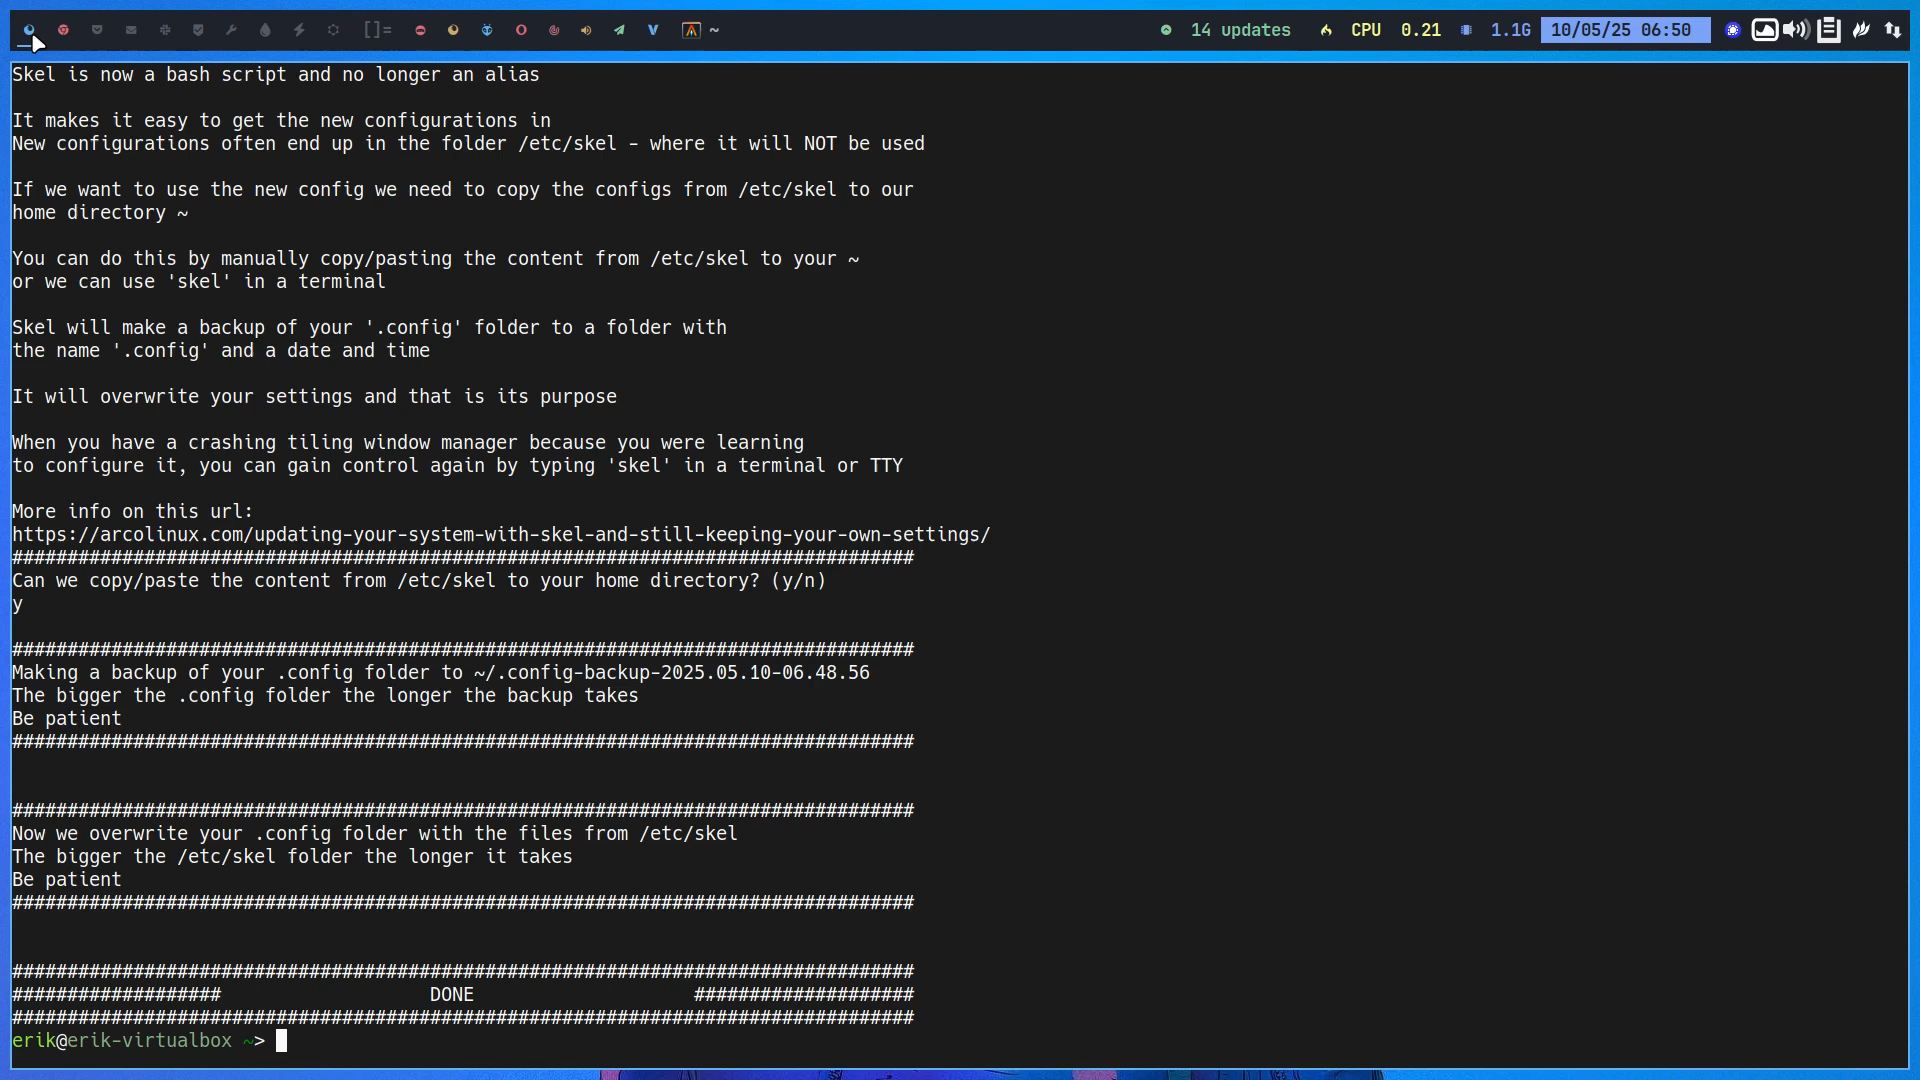 []= ~ 14 updates CPU 0.21 1.1G 10/05/25 06:50
Skel is now a bash script and no longer an alias
It makes it easy to get the new configurations in
New configurations often end up in the folder /etc/skel - where it will NOT be used
If we want to use the new config we need to copy the configs from /etc/skel to our
home directory ~
You can do this by manually copy/pasting the content from /etc/skel to your ~
or we can use 'skel' in a terminal
Skel will make a backup of your '.config' folder to a folder with
the name '.config' and a date and time
It will overwrite your settings and that is its purpose
When you have a crashing tiling window manager because you were learning
to configure it, you can gain control again by typing 'skel' in a terminal or TTY
More info on this url:
https://arcolinux.com/updating-your-system-with-skel-and-still-keeping-your-own-settings/
##################################################################################
Can we copy/paste the content from /etc/skel to your home directory? (y/n)
y
##################################################################################
Making a backup of your .config folder to ~/.config-backup-2025.05.10-06.48.56
The bigger the .config folder the longer the backup takes
Be patient
##################################################################################
##################################################################################
Now we overwrite your .config folder with the files from /etc/skel
The bigger the /etc/skel folder the longer it takes
Be patient
##################################################################################
##################################################################################
###################                   DONE                    ####################
##################################################################################
erik@erik-virtualbox ~>